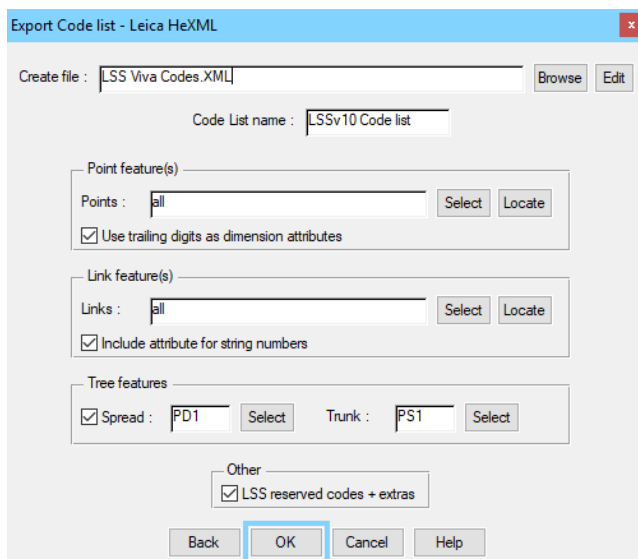 Export Code list - Leica HeXML x
Create file : LSS Viva Codes.XML Browse Edit
Code List name : LSSv10 Code list
Point feature(s)
Points : all Select Locate
Use trailing digits as dimension attributes
Link feature(s)
Links : all Select Locate
Include attribute for string numbers
Tree features
Spread : PD1 Select Trunk : PS1 Select
Other
LSS reserved codes + extras
Back OK Cancel Help